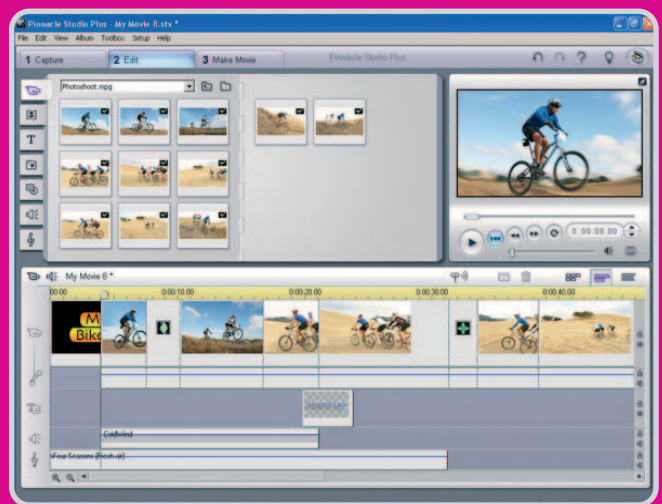 Pinnacle Studio Plus - My Movie 8.stx *
File Edit View Album Toolbox Setup Help
1 Capture 2 Edit 3 Make Movie Pinnacle Studio Plus
Photoshoot.mpg
T
0:00:00.00
My Movie 8 *
00:00 0:00:10.00 0:00:20.00 0:00:30.00 0:00:40.00
M
Bike
Coldwind
Four Seasons (Fresh air)